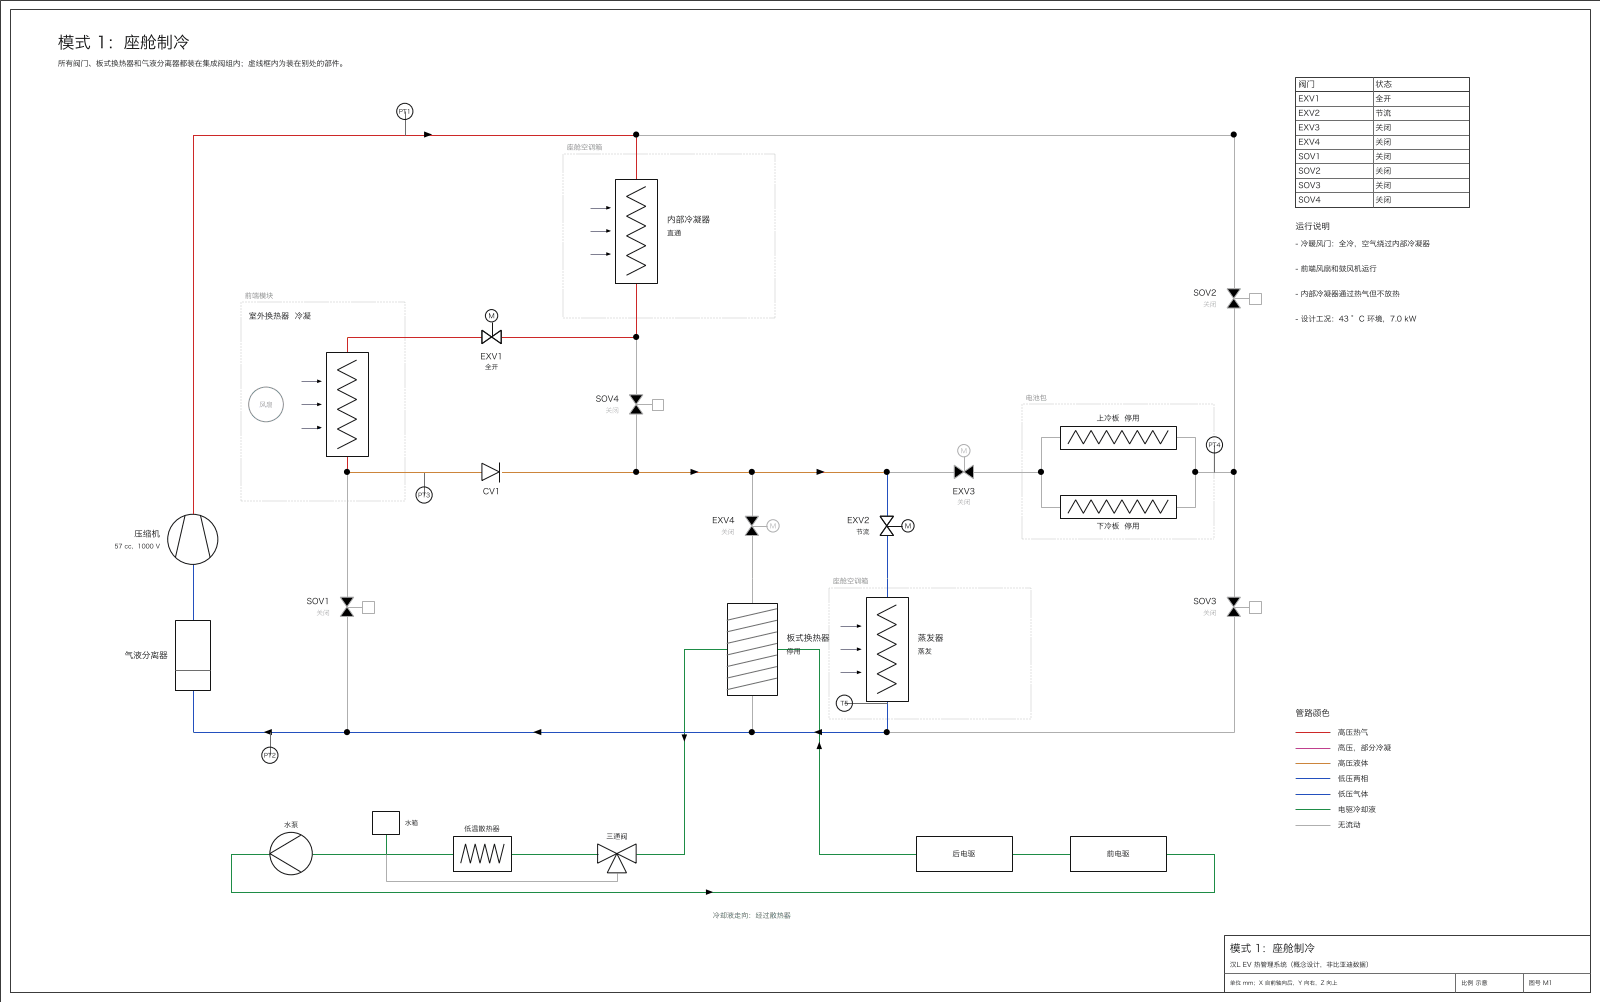 模式 1：座舱制冷
所有阀门、板式换热器和气液分离器都装在集成阀组内；虚线框内为装在别处的部件。
PT1
阀门 状态
EXV1 全开
EXV2 节流
EXV3 关闭
EXV4 关闭
SOV1 关闭
SOV2 关闭
SOV3 关闭
SOV4 关闭
座舱空调箱
内部冷凝器
直通
运行说明
- 冷暖风门：全冷，空气绕过内部冷凝器
- 前端风扇和鼓风机运行
- 内部冷凝器通过热气但不放热
- 设计工况：43°C 环境，7.0 kW
SOV2
关闭
前端模块
室外换热器 冷凝
M
EXV1
全开
风扇
SOV4
关闭
电池包
上冷板 停用
PT4
M
EXV3
关闭
PT3
CV1
下冷板 停用
EXV4
关闭
M
EXV2
节流
M
压缩机
57 cc，1000 V
座舱空调箱
SOV1
关闭
SOV3
关闭
板式换热器
停用
蒸发器
蒸发
气液分离器
T5
PT2
管路颜色
高压热气
高压，部分冷凝
高压液体
低压两相
低压气体
电驱冷却液
无流动
水泵
水箱
低温散热器
三通阀
后电驱
前电驱
冷却液走向：经过散热器
模式 1：座舱制冷
汉L EV 热管理系统（概念设计，非比亚迪数据）
单位 mm；X 由前轴向后，Y 向右，Z 向上
比例 示意
图号 M1